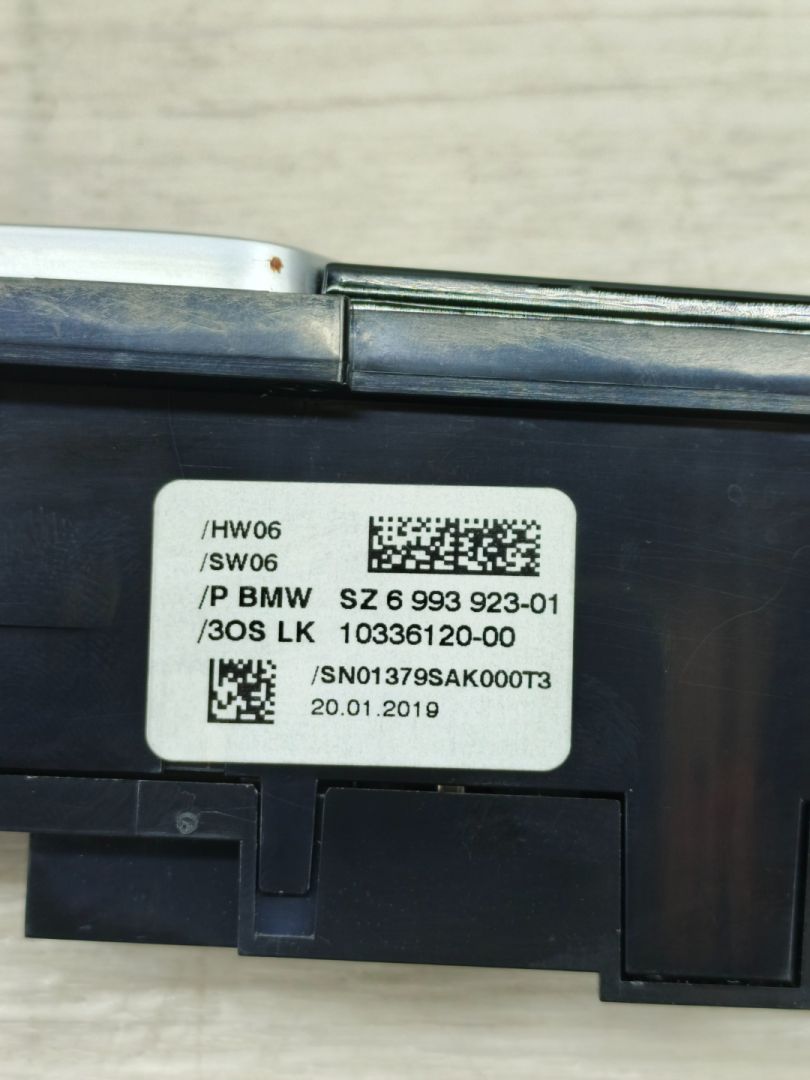 /HW06
/SW06
/P BMW SZ 6 993 923-01
/3OS LK 10336120-00
/SN01379SAK000T3
20.01.2019